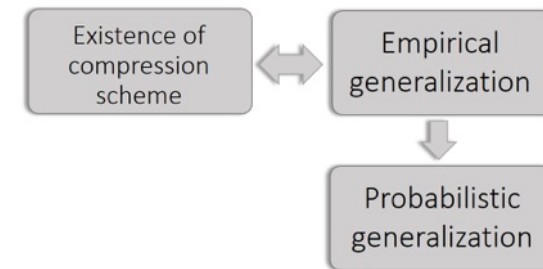 Existence of
compression
scheme
Empirical
generalization
Probabilistic
generalization